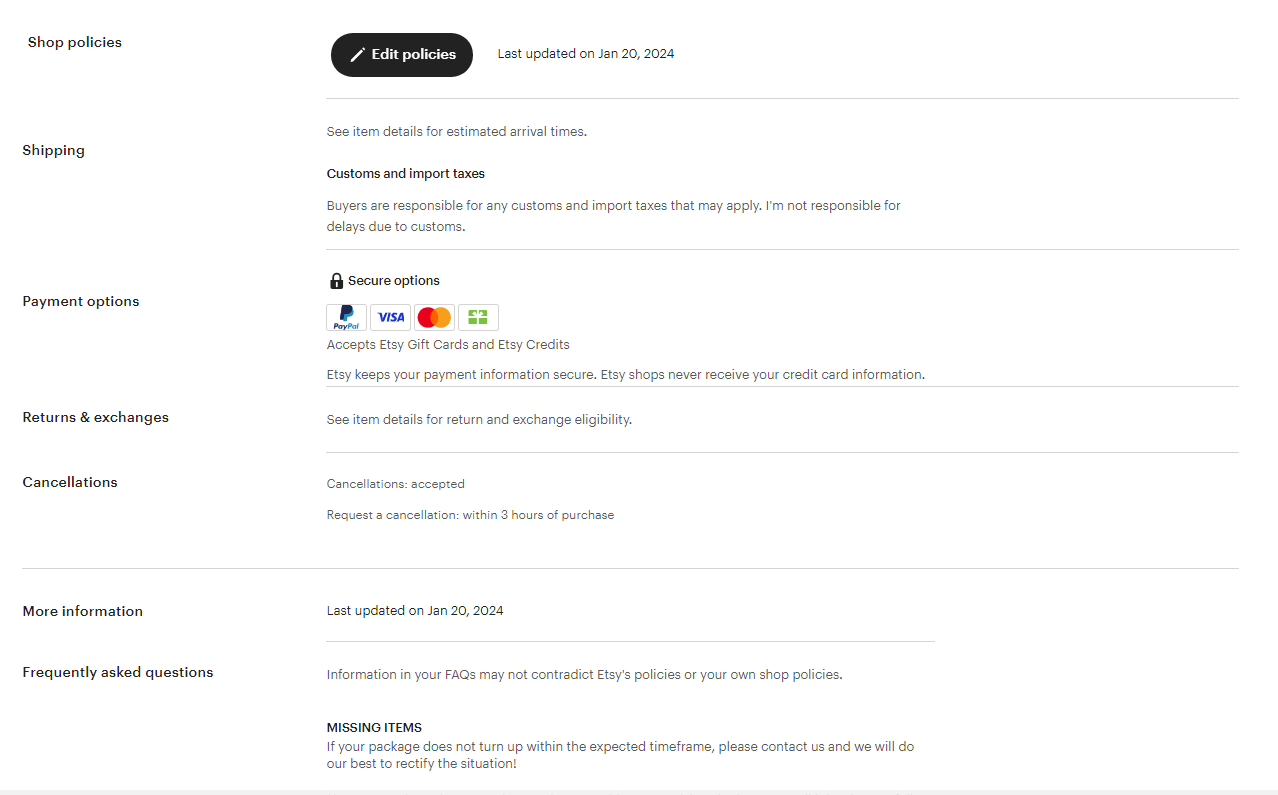 Shop policies
Edit policies
Last updated on Jan 20, 2024
Shipping
See item details for estimated arrival times.
Customs and import taxes
Buyers are responsible for any customs and import taxes that may apply. I'm not responsible for
delays due to customs.
Payment options
Secure options
PayPal
VISA
Accepts Etsy Gift Cards and Etsy Credits
Etsy keeps your payment information secure. Etsy shops never receive your credit card information.
Returns & exchanges
See item details for return and exchange eligibility.
Cancellations
Cancellations: accepted
Request a cancellation: within 3 hours of purchase
More information
Last updated on Jan 20, 2024
Frequently asked questions
Information in your FAQs may not contradict Etsy's policies or your own shop policies.
MISSING ITEMS
If your package does not turn up within the expected timeframe, please contact us and we will do
our best to rectify the situation!